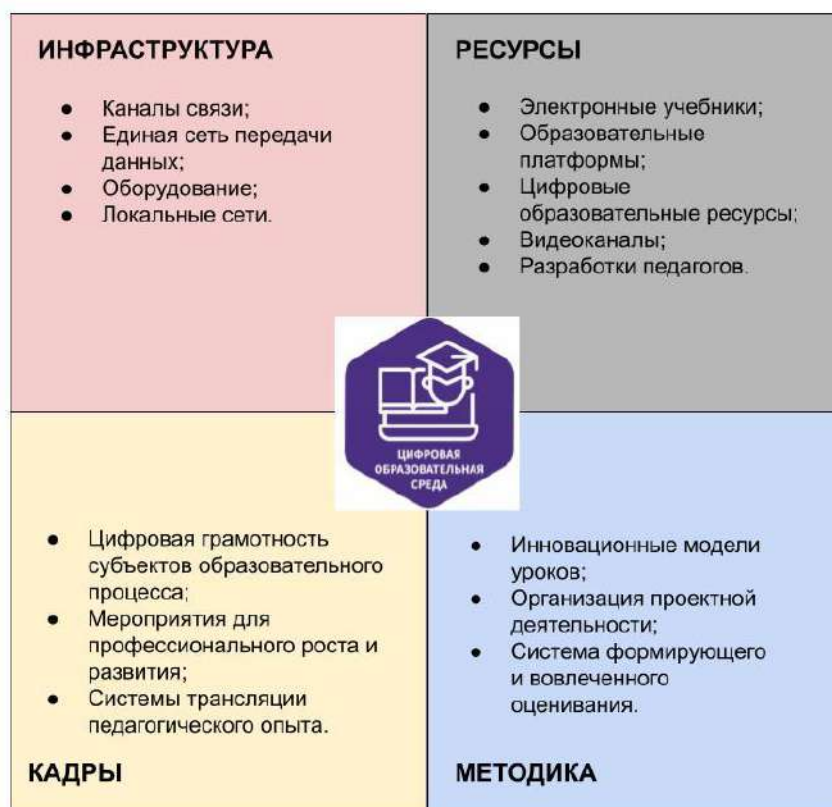 ИНФРАСТРУКТУРА
● Каналы связи;
● Единая сеть передачи
данных;
● Оборудование;
● Локальные сети.
РЕСУРСЫ
● Электронные учебники;
● Образовательные
платформы;
● Цифровые
образовательные ресурсы;
● Видеоканалы;
● Разработки педагогов.
ЦИФРОВАЯ
ОБРАЗОВАТЕЛЬНАЯ
СРЕДА
● Цифровая грамотность
субъектов образовательного
процесса;
● Мероприятия для
профессионального роста и
развития;
● Системы трансляции
педагогического опыта.
КАДРЫ
● Инновационные модели
уроков;
● Организация проектной
деятельности;
● Система формирующего
и вовлеченного
оценивания.
МЕТОДИКА